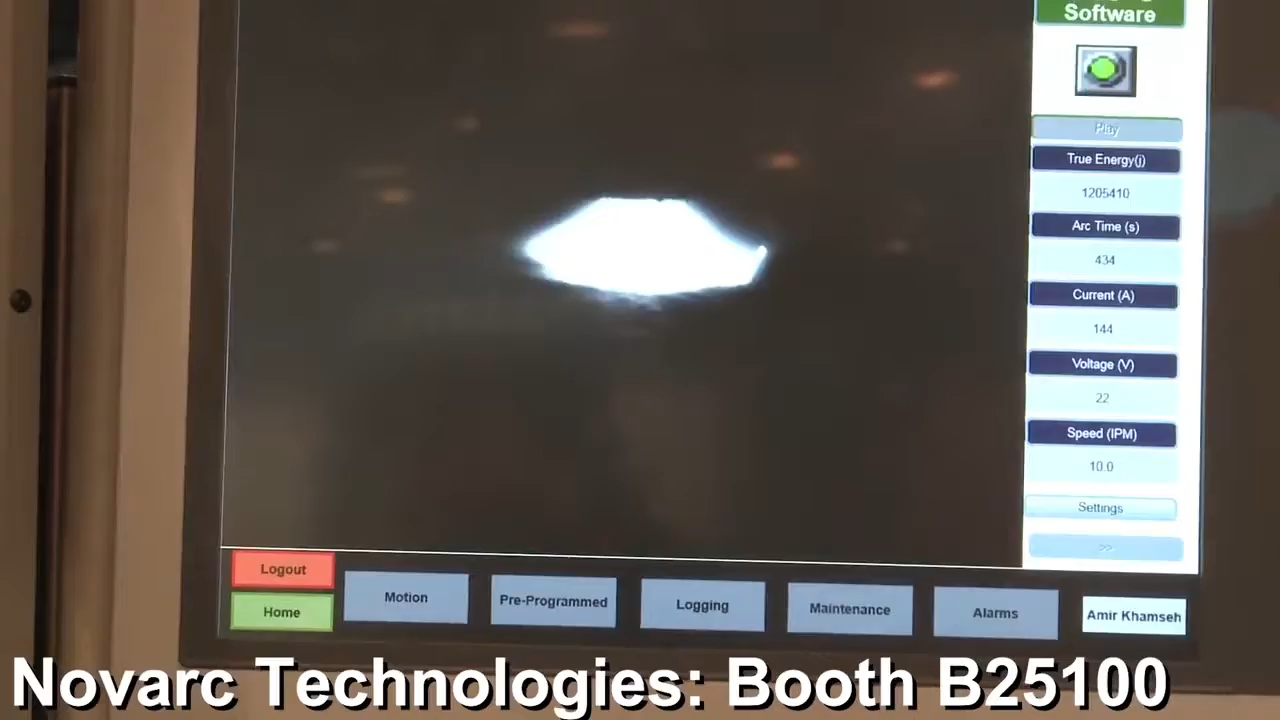 Software
Play
True Energy(j)
1205410
Arc Time (s)
434
Current (A)
144
Voltage (V)
22
Speed (IPM)
10.0
Settings
>>
Logout
Home
Motion
Pre-Programmed
Logging
Maintenance
Alarms
Amir Khamseh
Novarc Technologies: Booth B25100